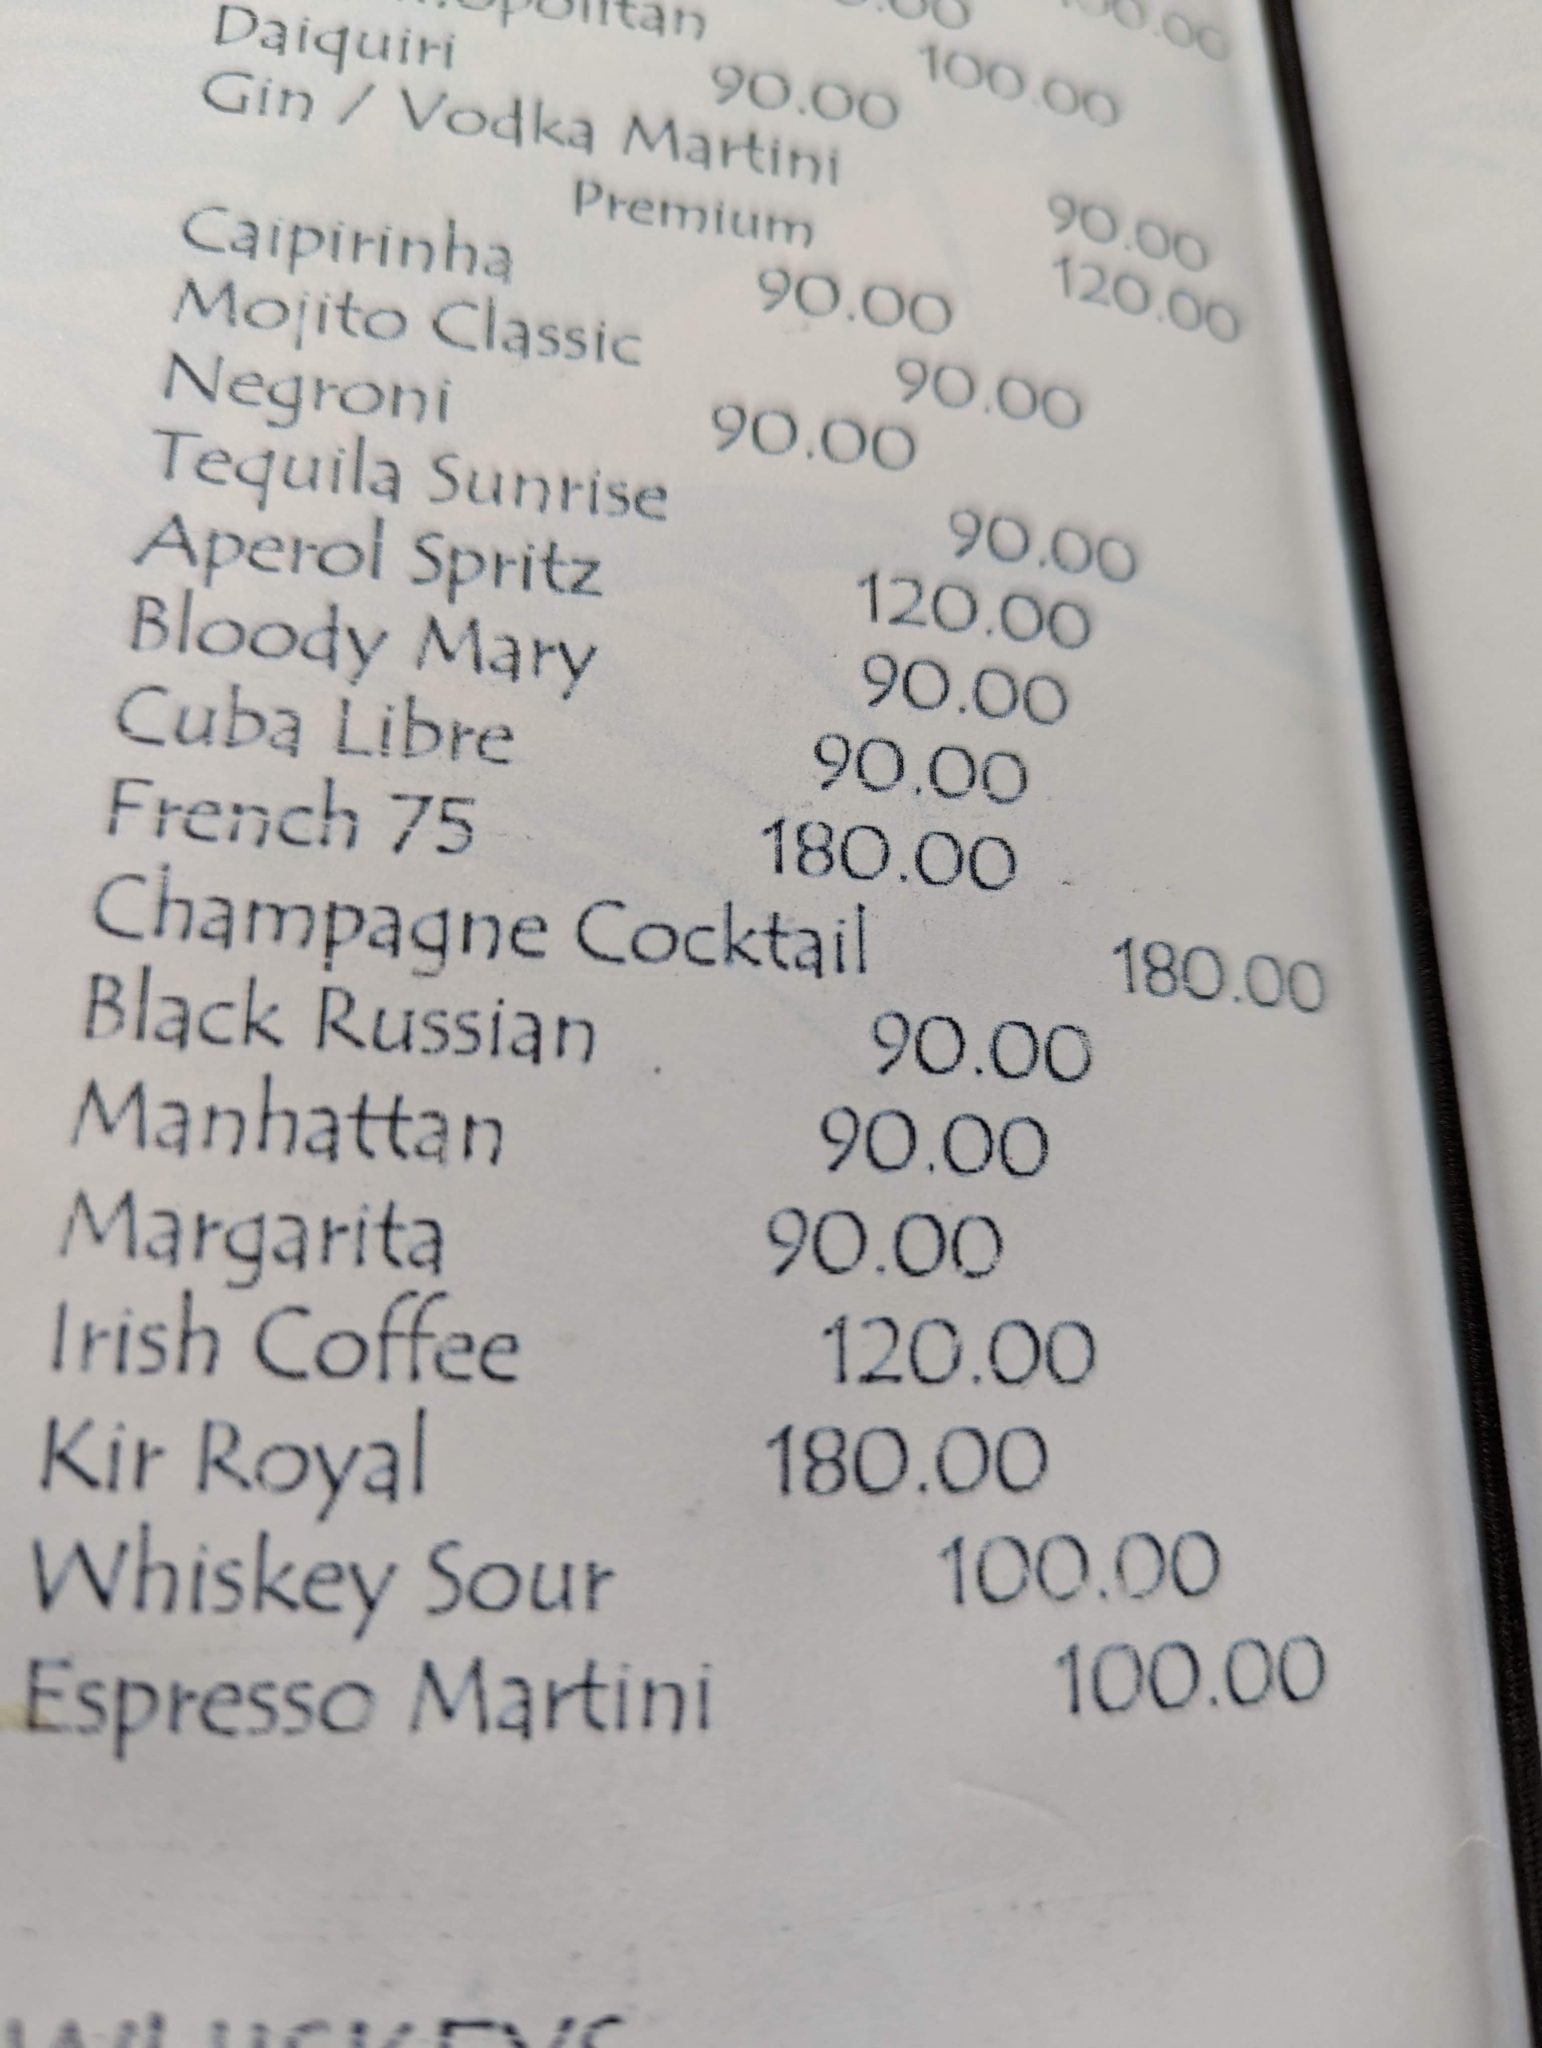 Daiquiri 90.00
Gin / Vodka Martini 90.00
Premium 120.00
Caipirinha 90.00
Mojito Classic 90.00
Negroni 90.00
Tequila Sunrise 90.00
Aperol Spritz 120.00
Bloody Mary 90.00
Cuba Libre 90.00
French 75 180.00
Champagne Cocktail 180.00
Black Russian 90.00
Manhattan 90.00
Margarita 90.00
Irish Coffee 120.00
Kir Royal 180.00
Whiskey Sour 100.00
Espresso Martini 100.00